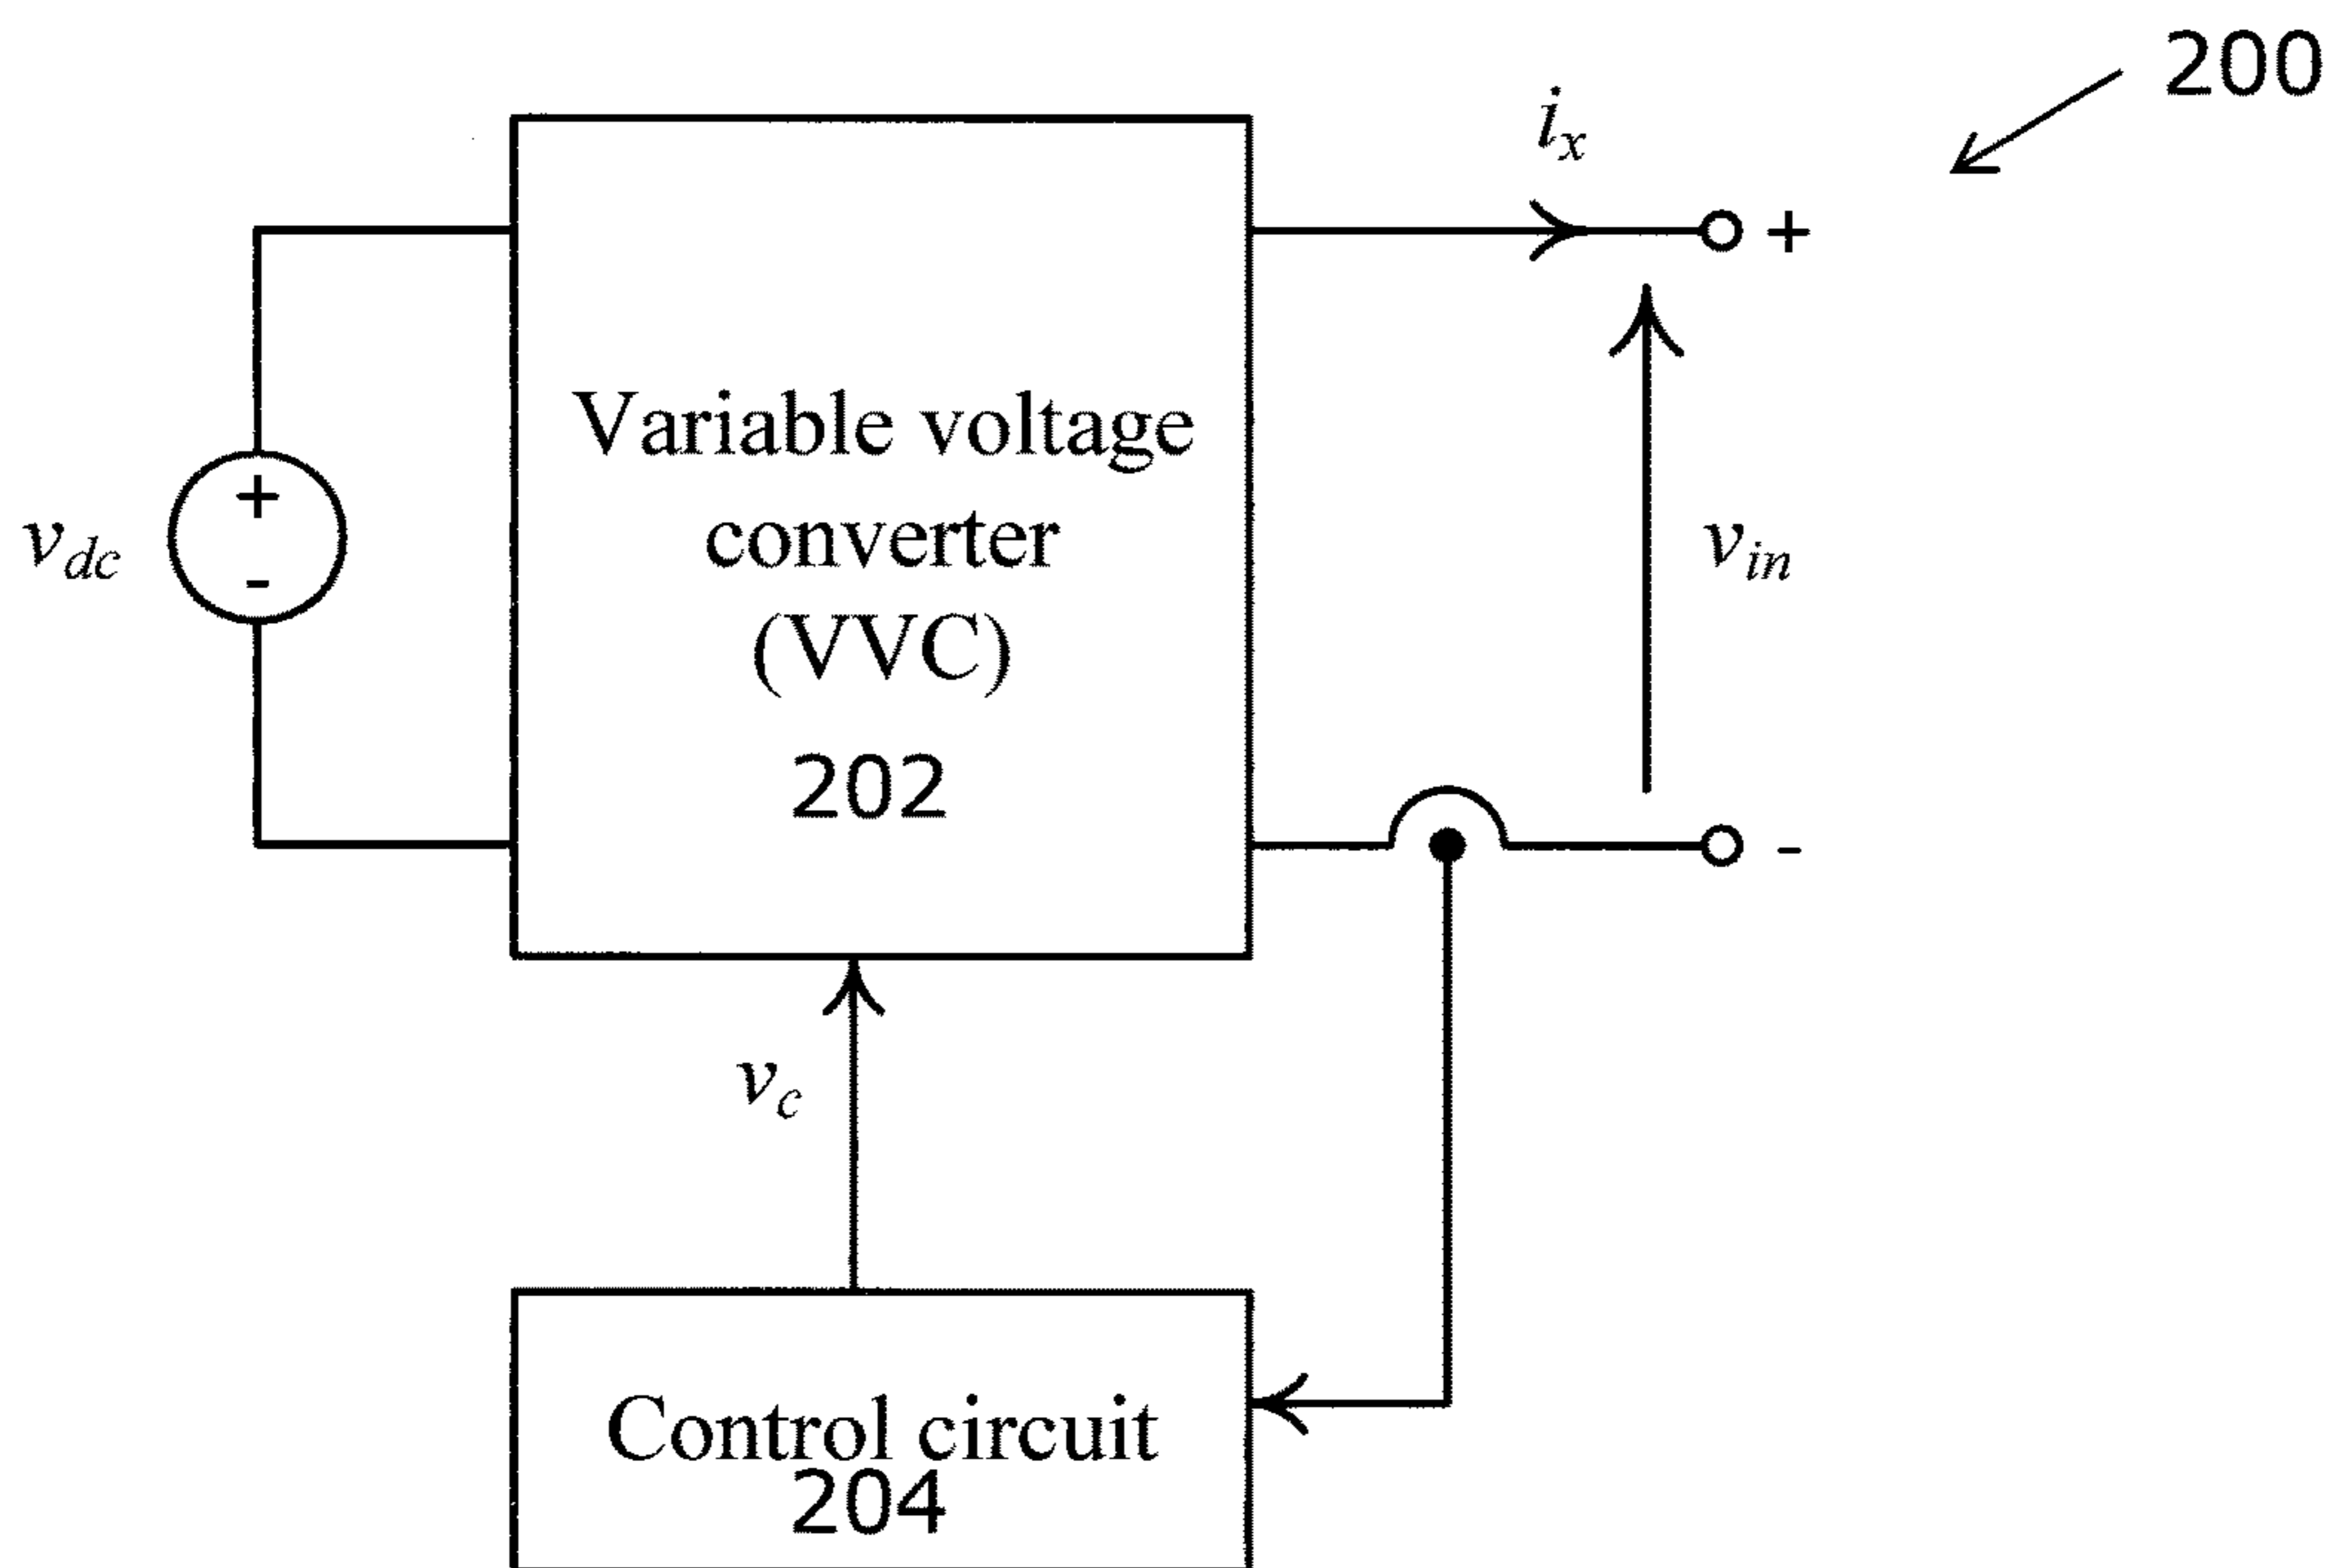 200
i_x
+
Variable voltage
converter
(VVC)
202
+
v_dc
-
v_in
-
v_c
Control circuit
204